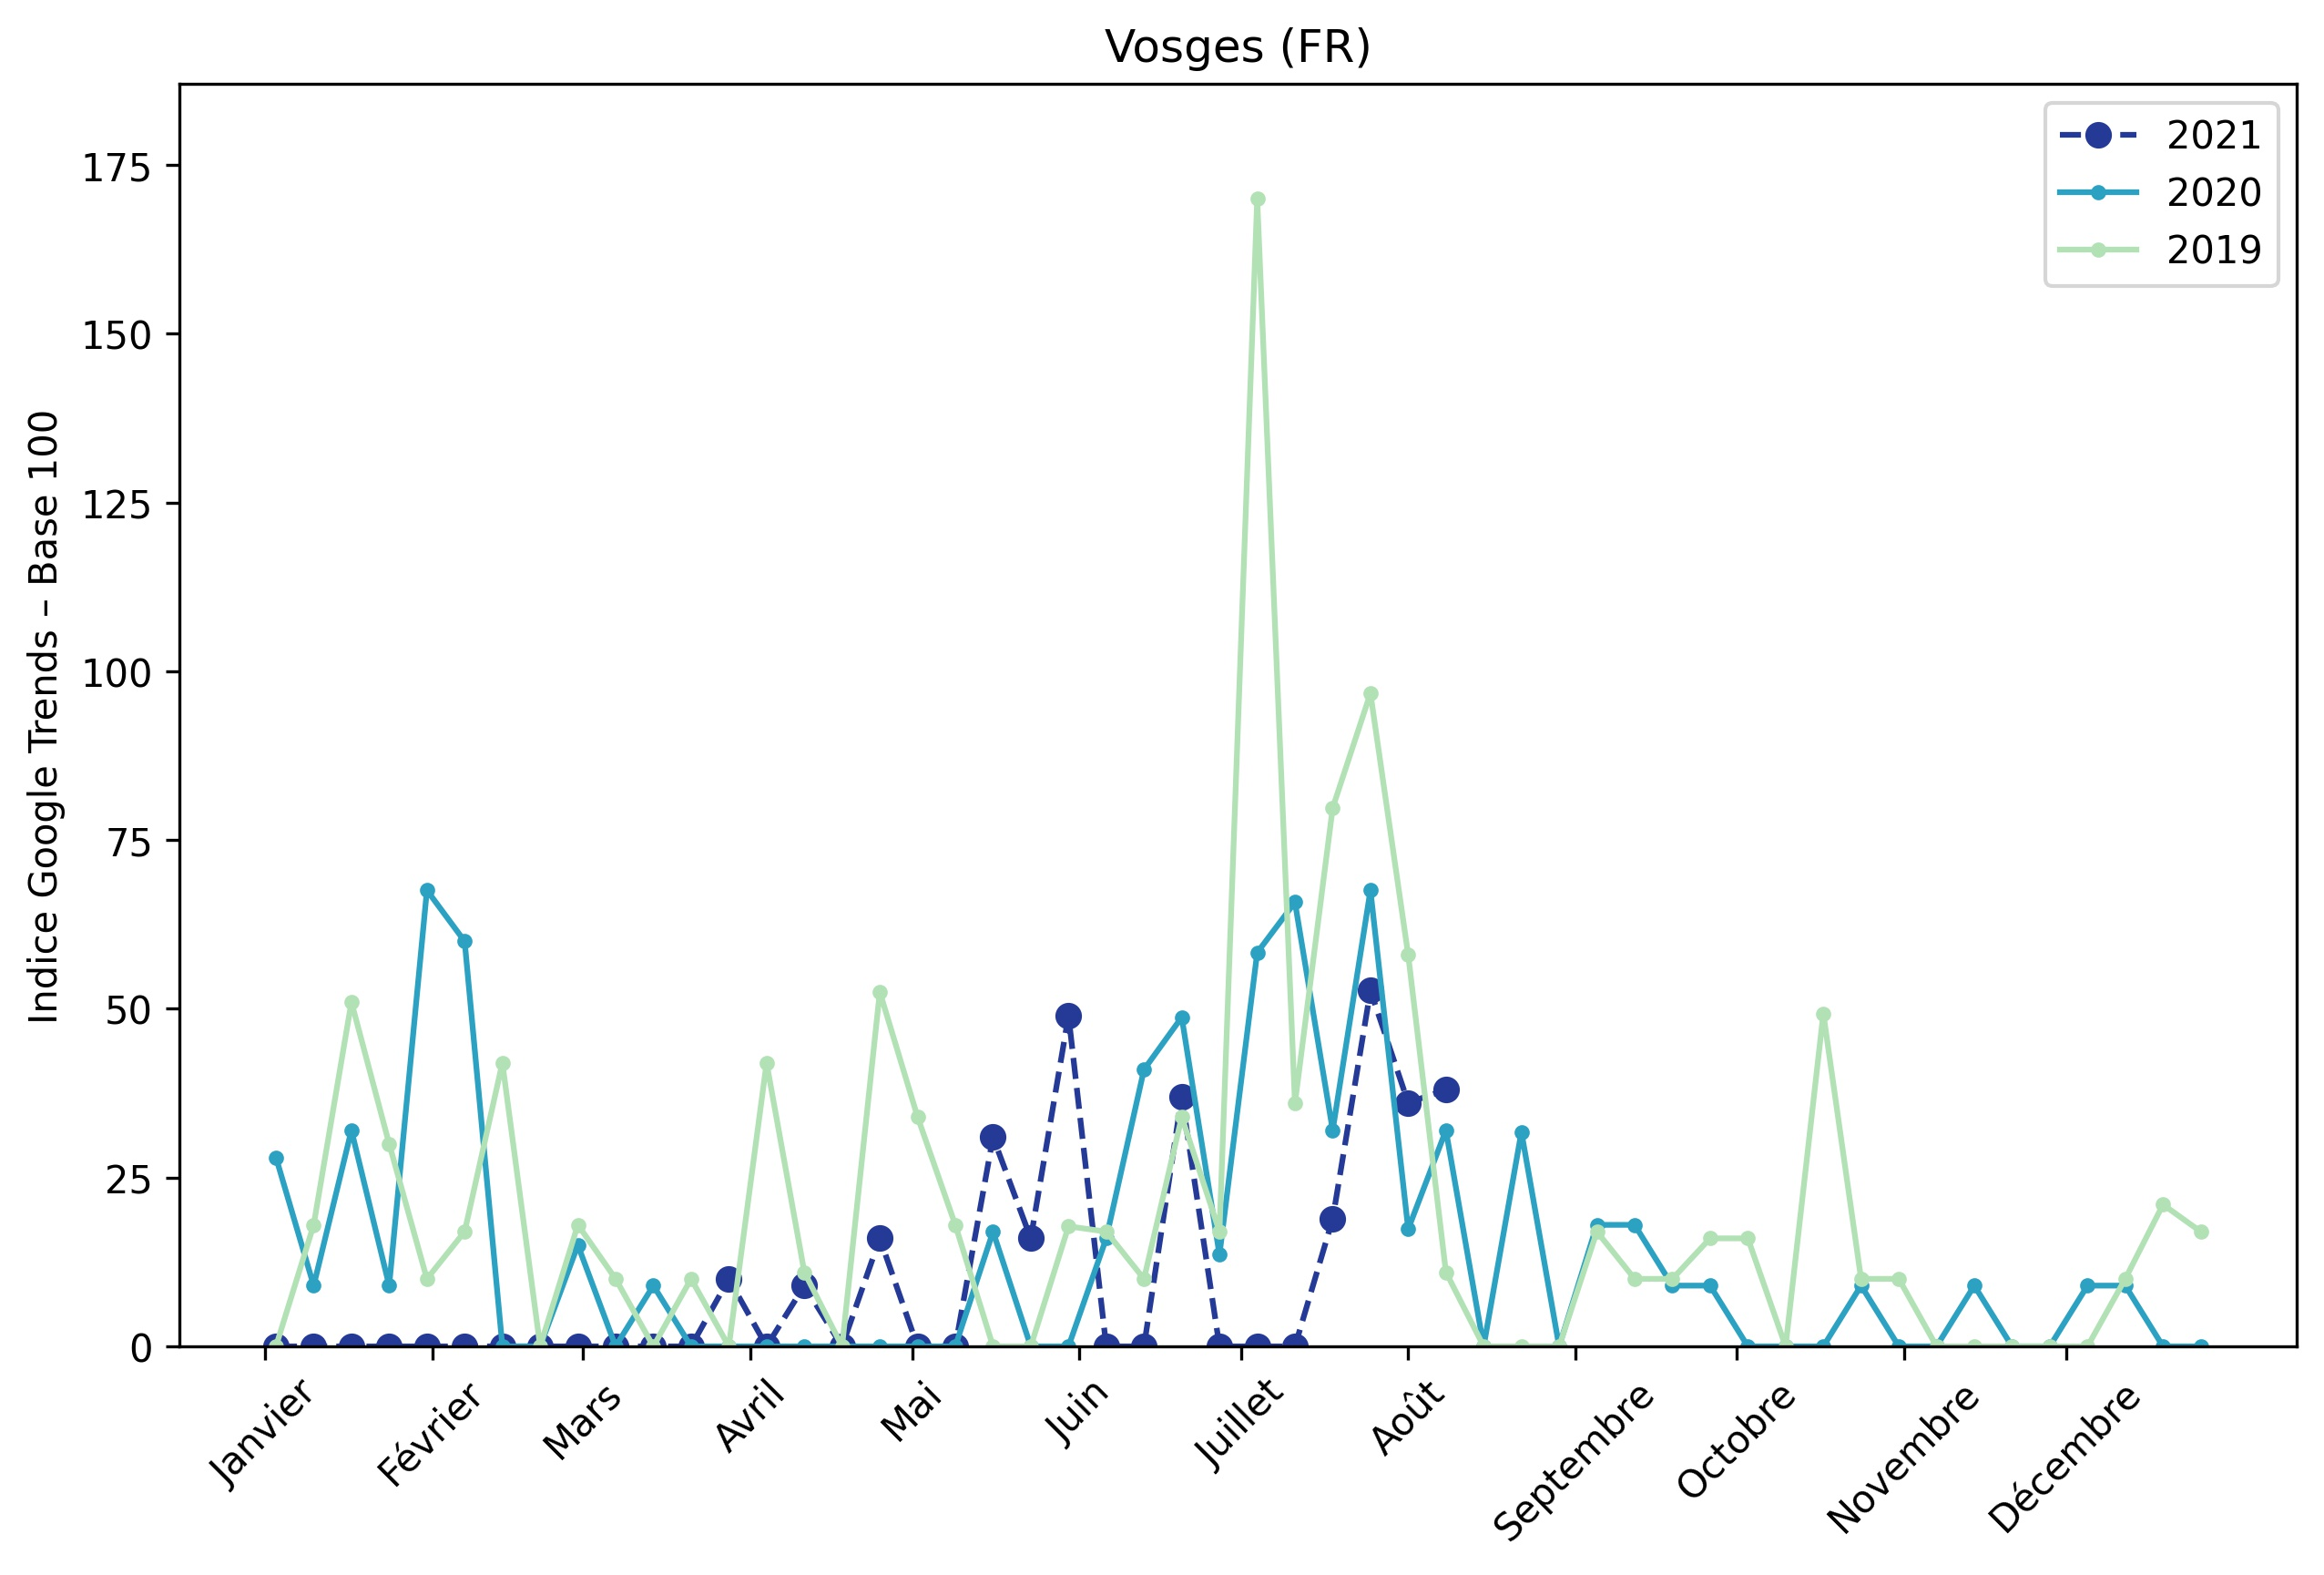 Vosges (FR)
2021
2020
2019
Indice Google Trends – Base 100
175
150
125
100
75
50
25
0
Janvier
Février
Mars
Avril
Mai
Juin
Juillet
Août
Septembre
Octobre
Novembre
Décembre